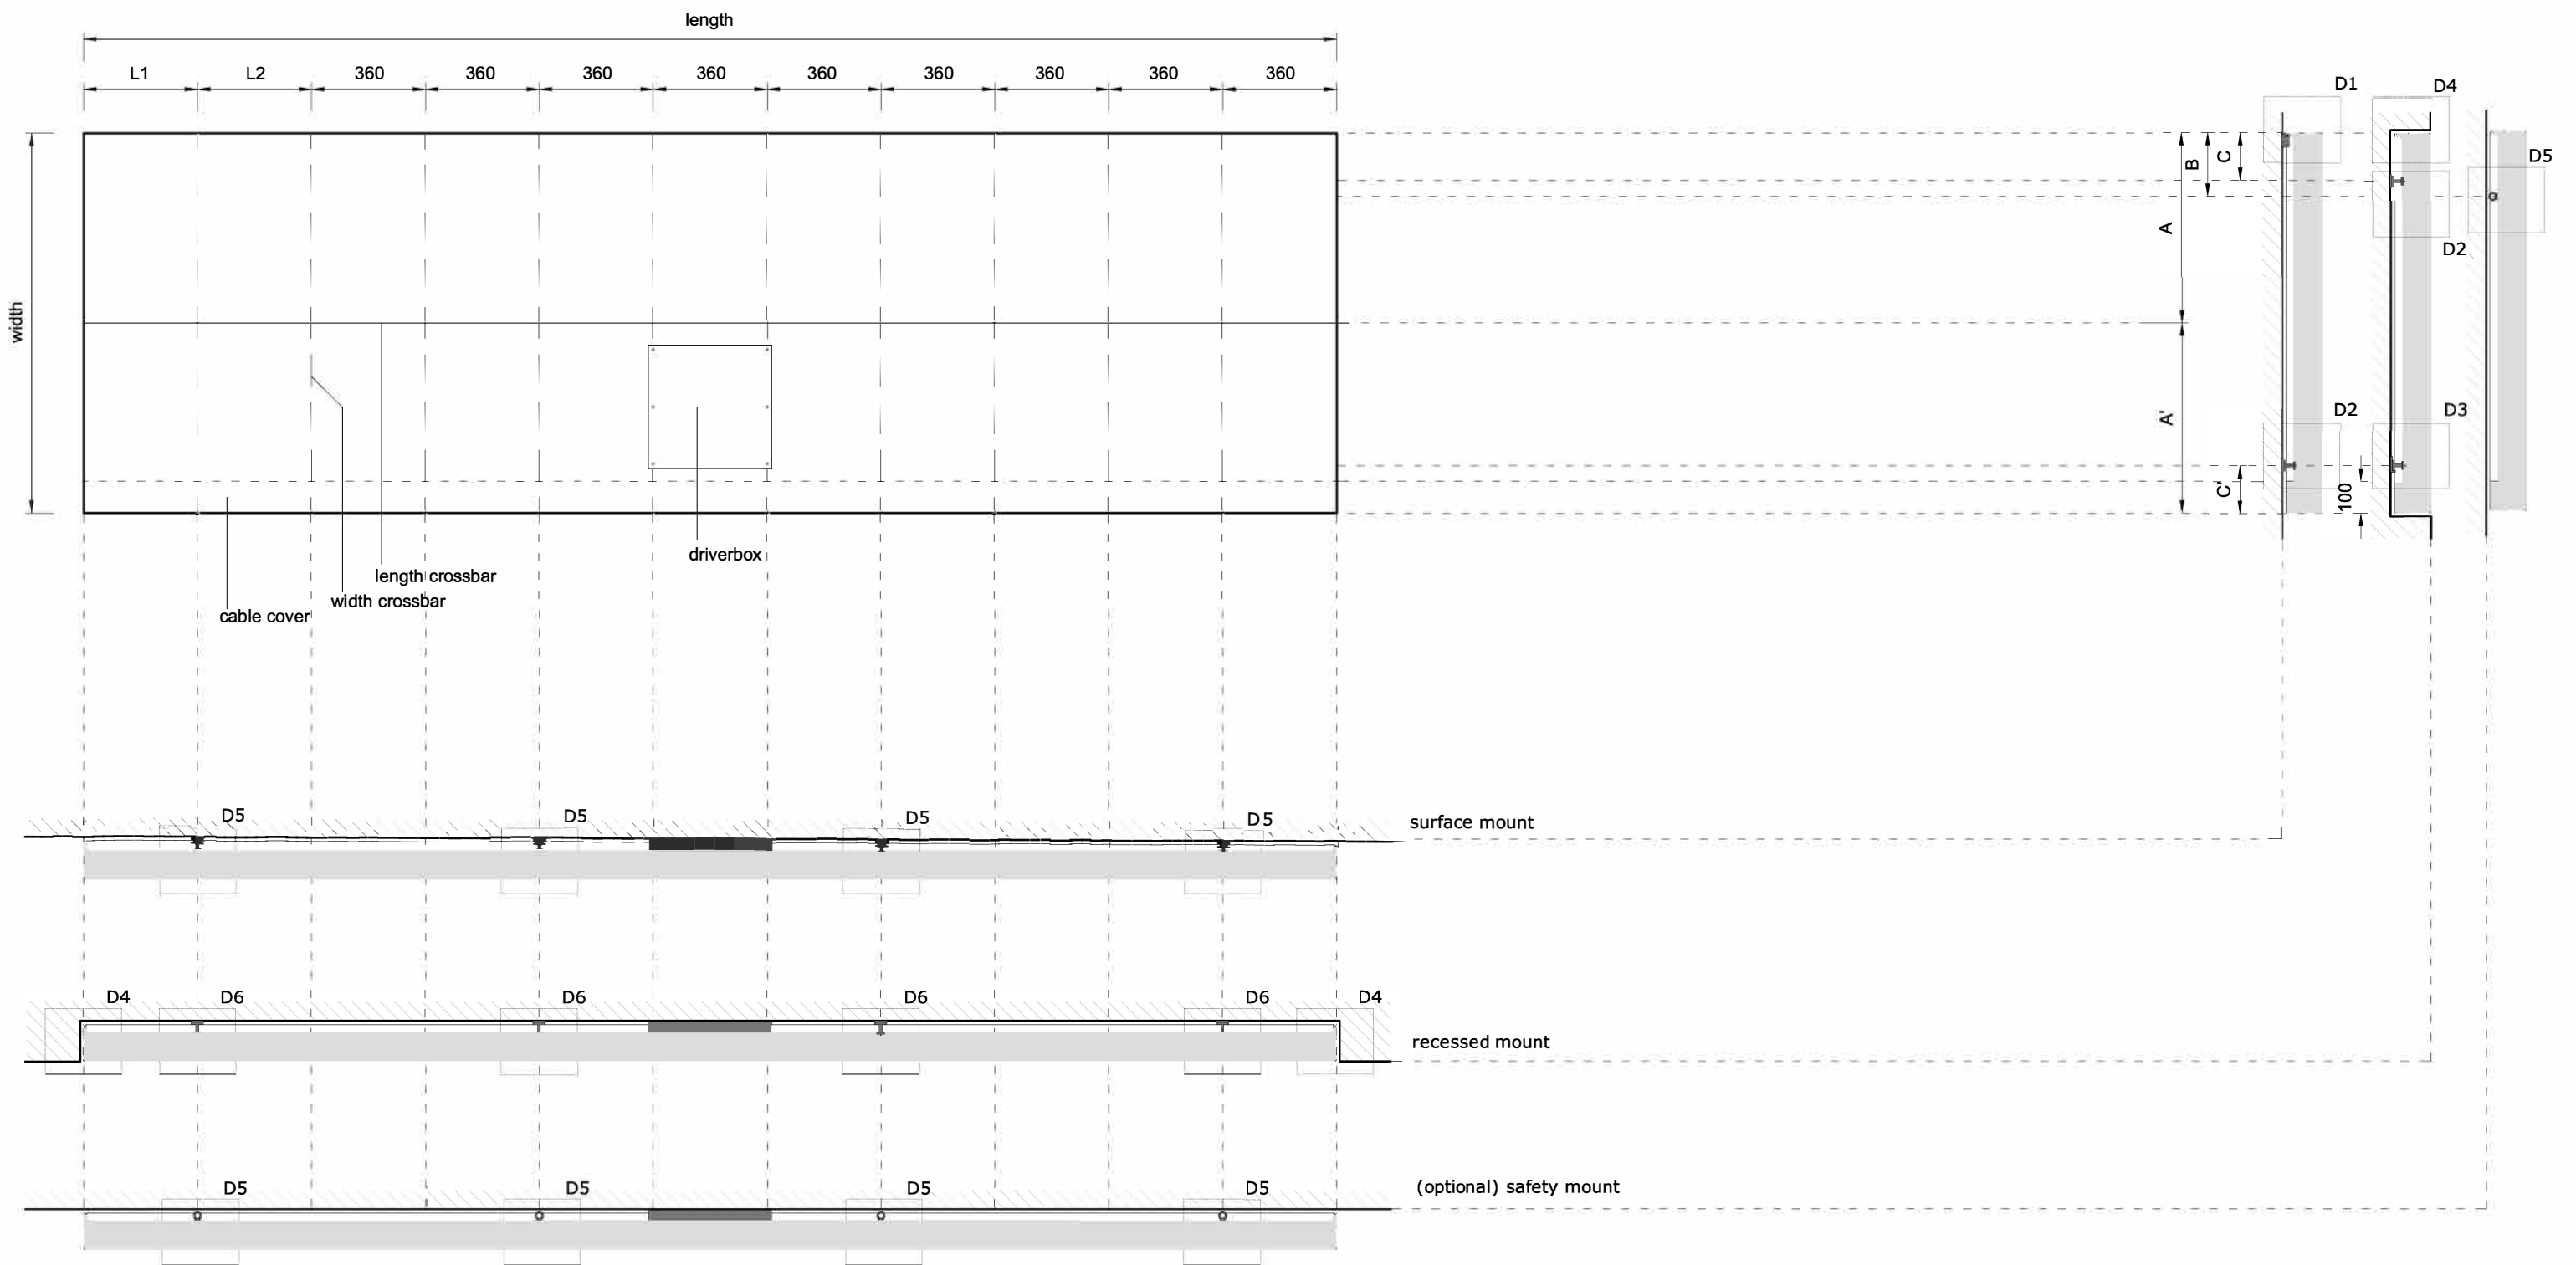 length
L1 L2 360 360 360 360 360 360 360 360 360
width
driverbox
length crossbar
width crossbar
cable cover
D1 D4
B C
D5
A
D2
A'
D2 D3
C' 100
D5 D5 D5 D5
surface mount
D4 D6 D6 D6 D6 D4
recessed mount
D5 D5 D5 D5
(optional) safety mount